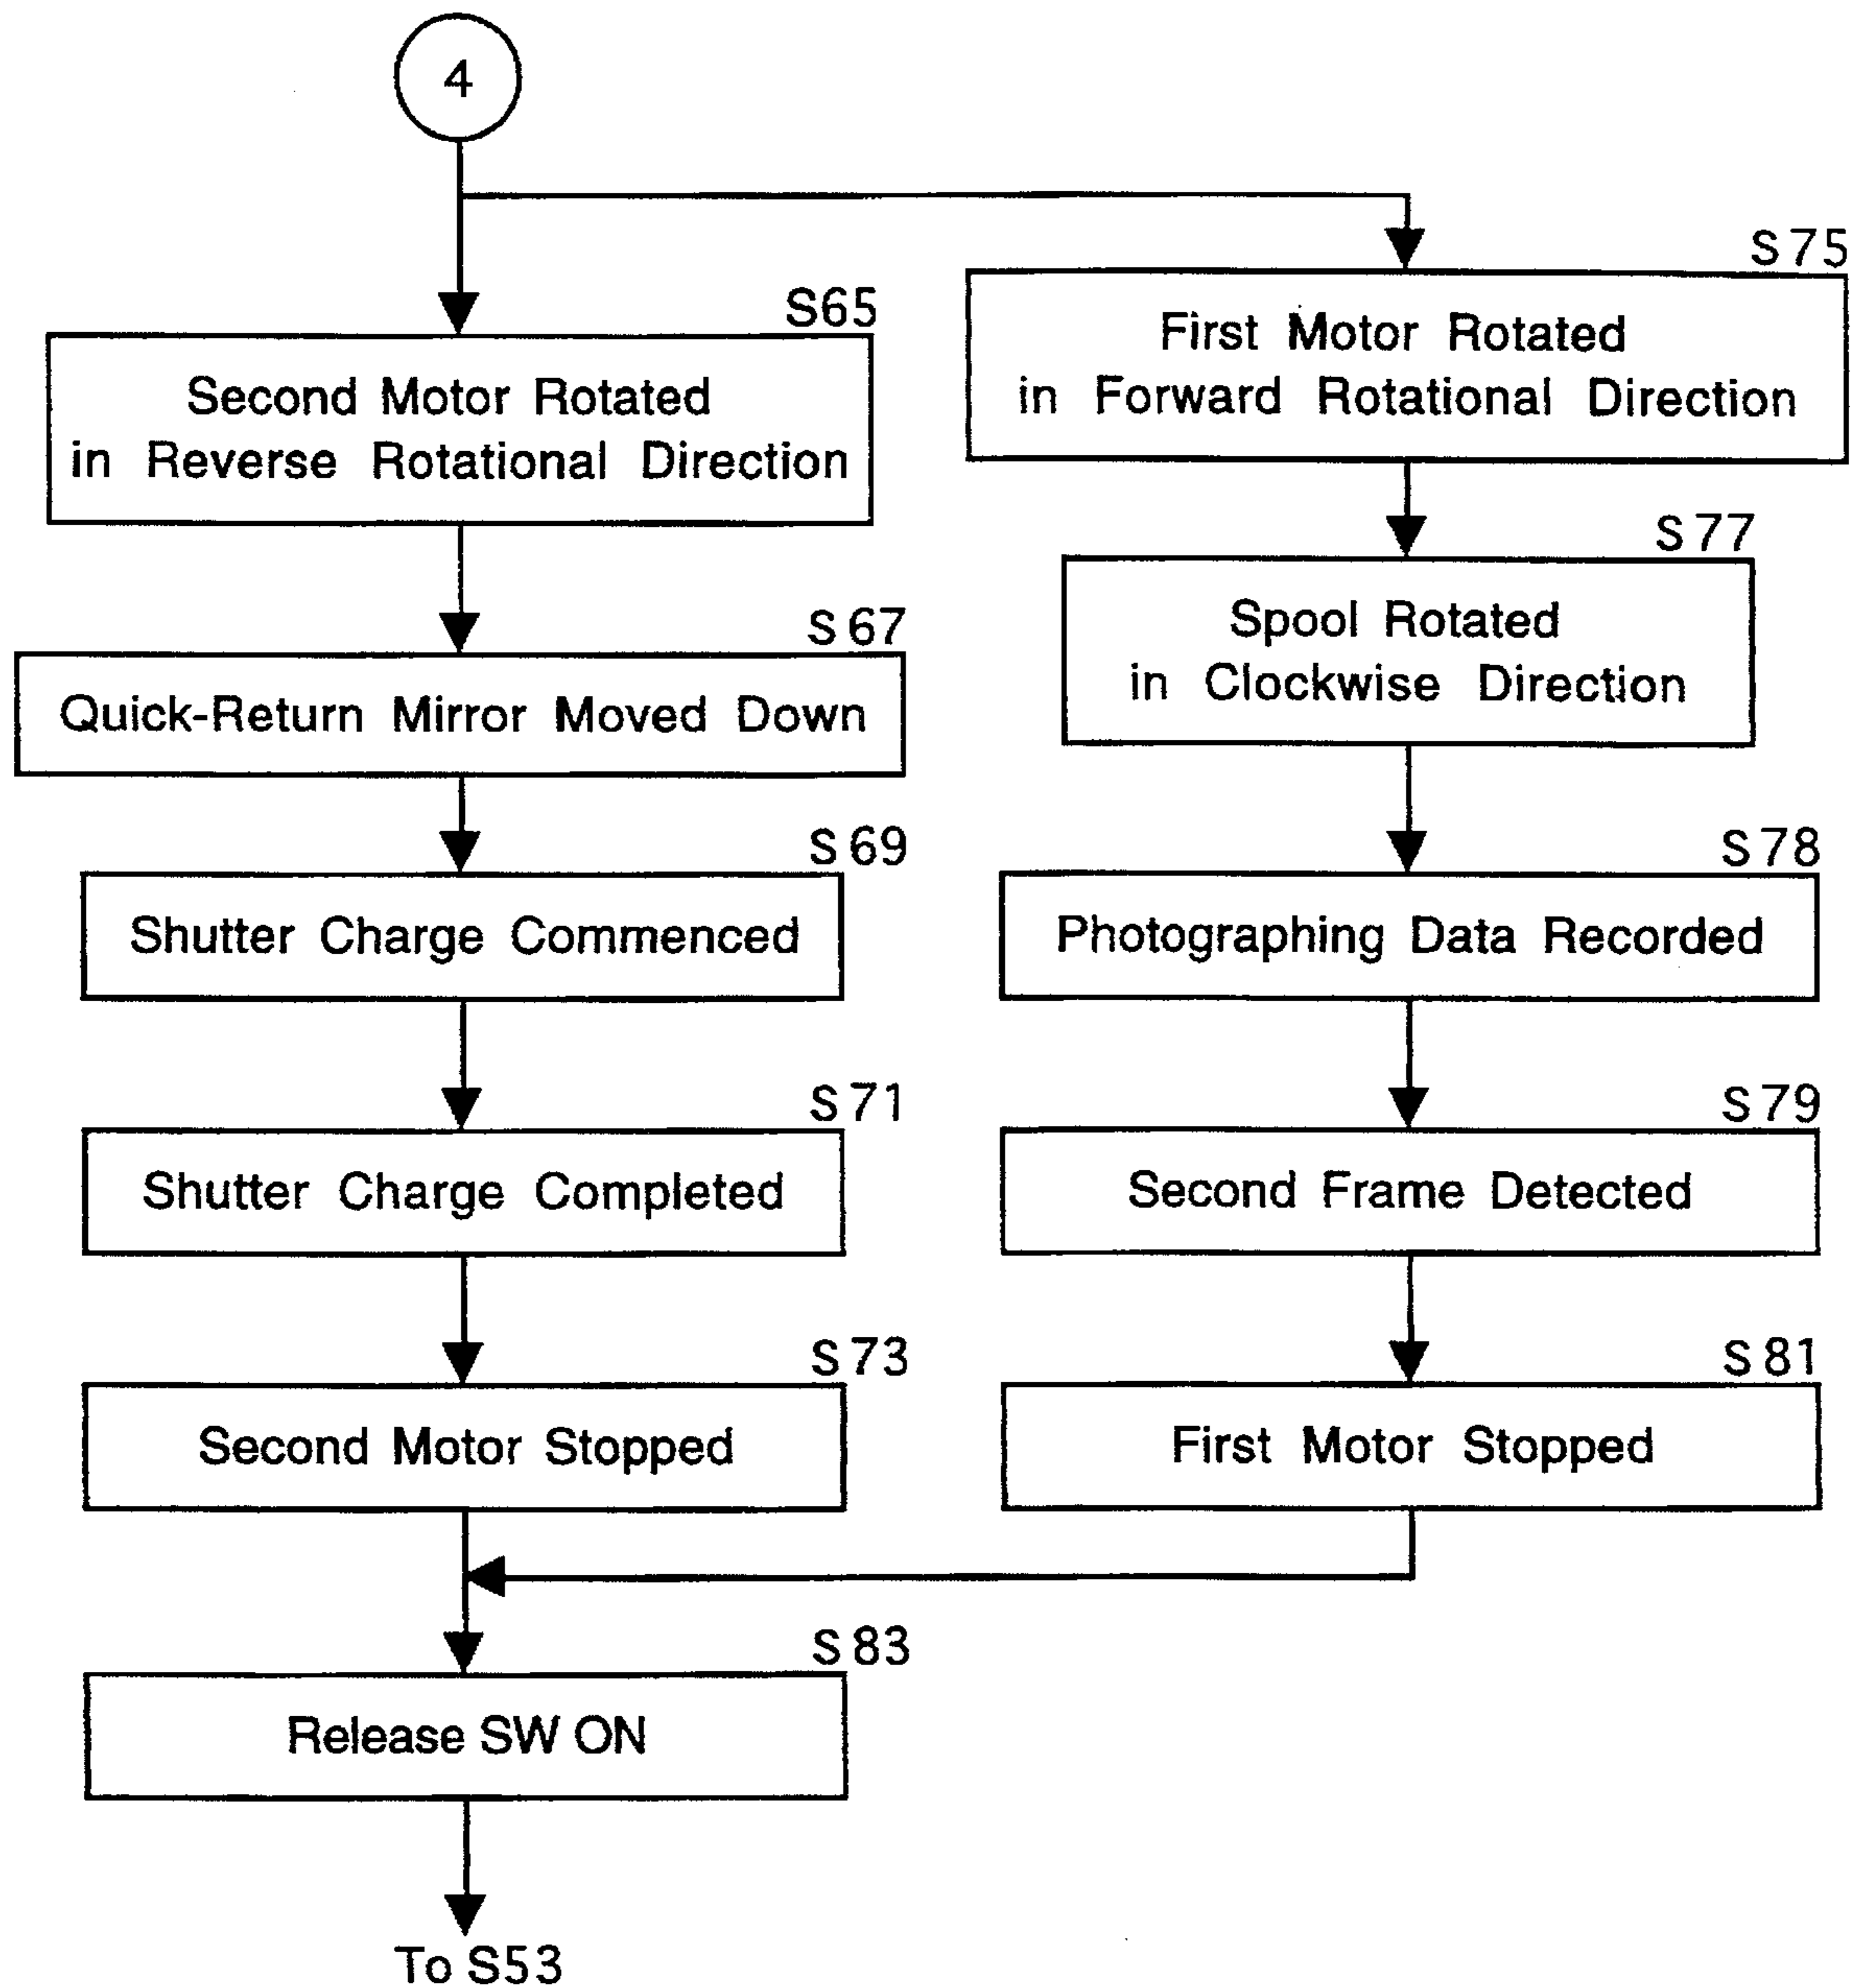 4
S65
Second Motor Rotated
in Reverse Rotational Direction
S67
Quick-Return Mirror Moved Down
S69
Shutter Charge Commenced
S71
Shutter Charge Completed
S73
Second Motor Stopped
S75
First Motor Rotated
in Forward Rotational Direction
S77
Spool Rotated
in Clockwise Direction
S78
Photographing Data Recorded
S79
Second Frame Detected
S81
First Motor Stopped
S83
Release SW ON
To S53